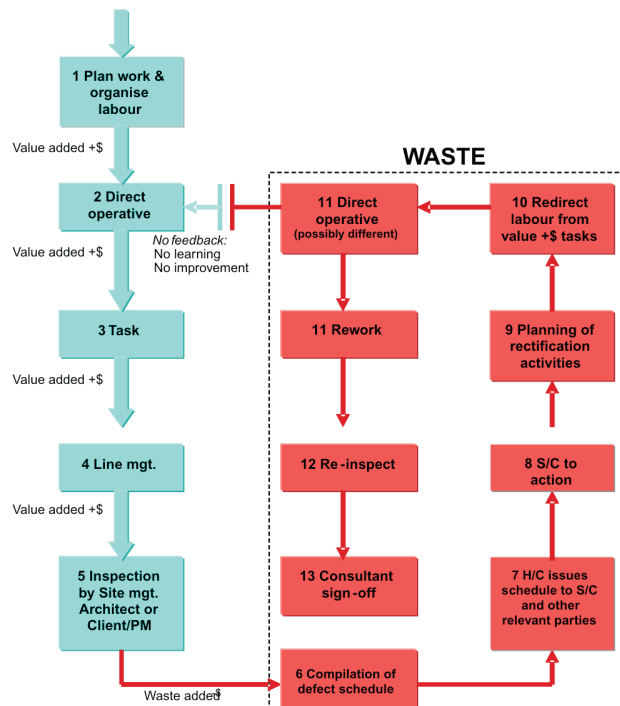 1 Plan work &
organise
labour
Value added +$
WASTE
2 Direct
operative
11 Direct
operative
(possibly different)
10 Redirect
labour from
value +$ tasks
No feedback:
No learning
No improvement
Value added +$
3 Task
11 Rework
9 Planning of
rectification
activities
Value added +$
4 Line mgt.
12 Re-inspect
8 S/C to
action
Value added +$
5 Inspection
by Site mgt.
Architect or
Client/PM
13 Consultant
sign-off
7 H/C issues
schedule to S/C
and other
relevant parties
6 Compilation of
defect schedule
Waste added-$